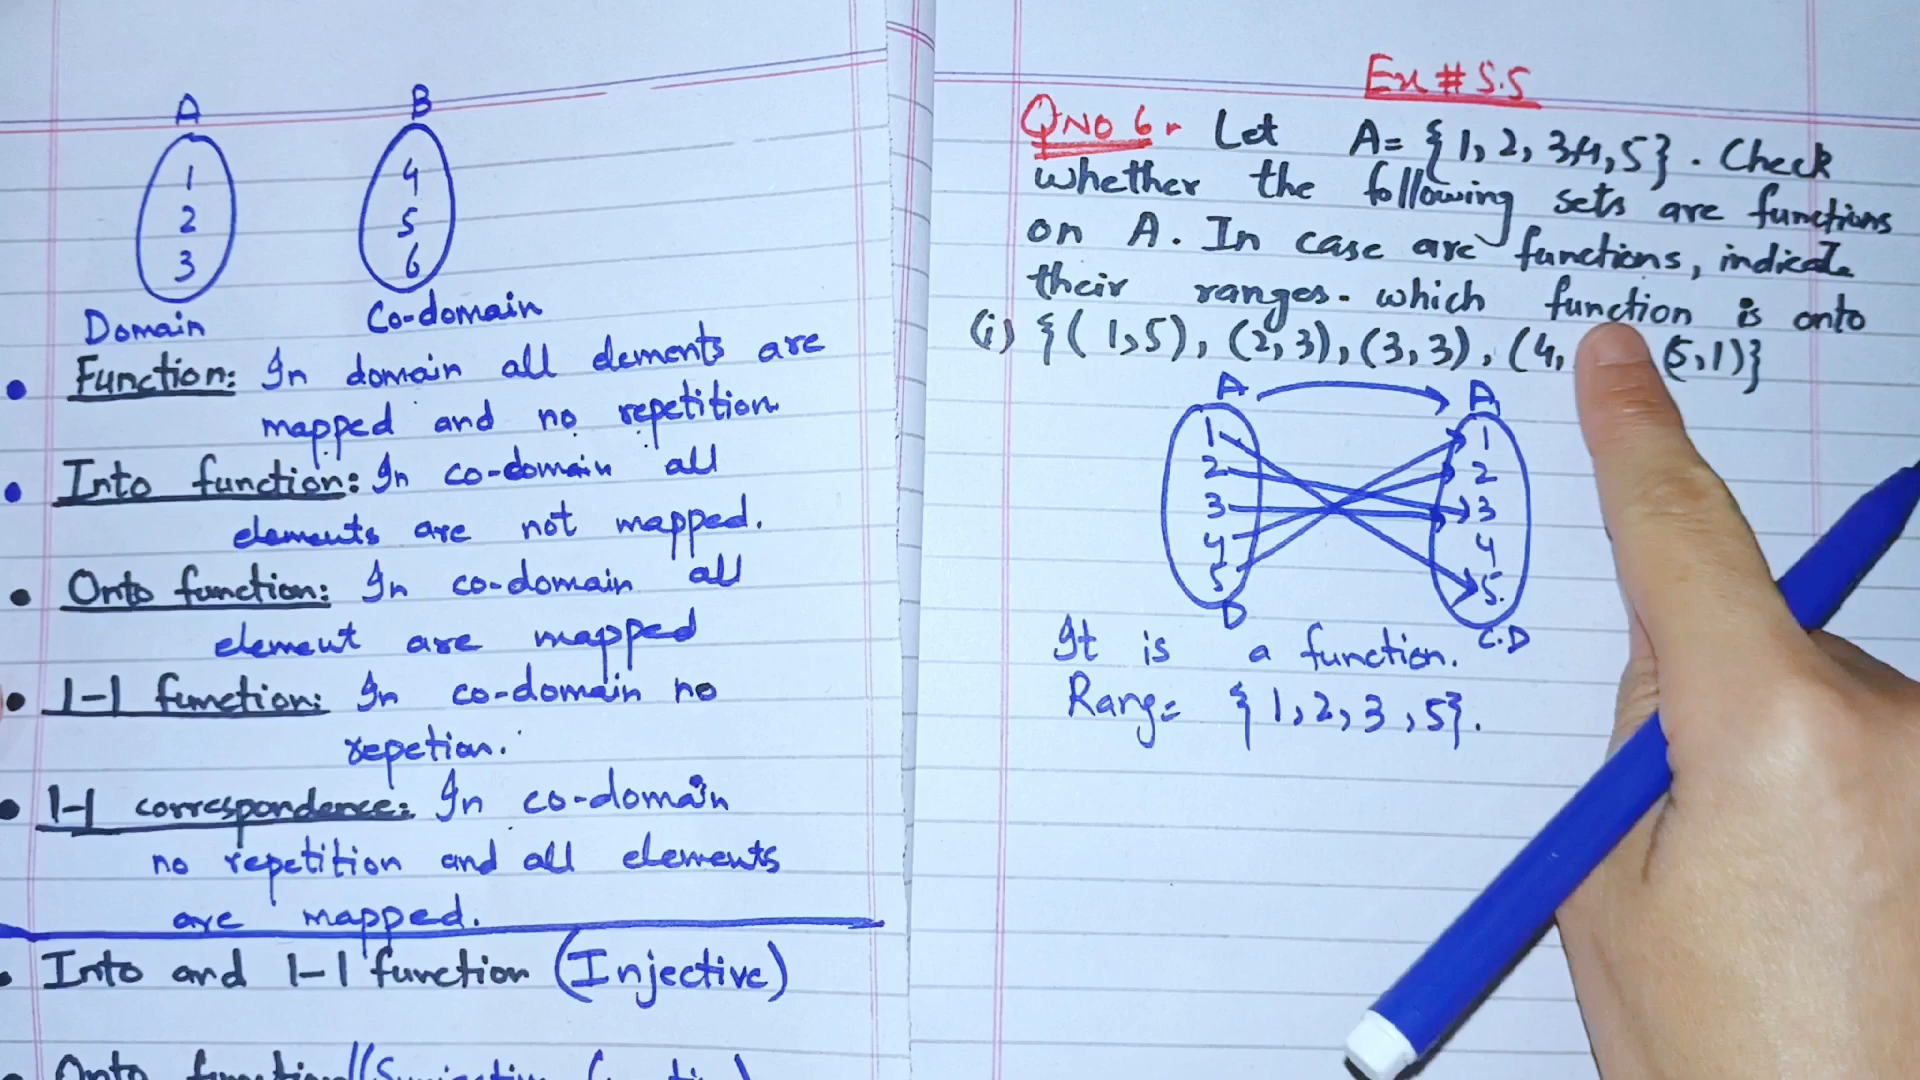 A B
1 4
2 5
3 6
Domain Co-domain
Function: In domain all elements are
mapped and no repetition
Into function: In co-domain all
elements are not mapped.
Onto function: In co-domain all
element are mapped
1-1 function: In co-domain no
repetion.
1-1 correspondence: In co-domain
no repetition and all elements
are mapped.
Into and 1-1 function (Injective)
Onto function
Ex # 5.5
Q NO 6. Let A= {1, 2, 3, 4, 5}. Check
whether the following sets are functions
on A. In case are functions, indicate
their ranges. which function is onto
(i) {(1,5), (2,3), (3,3), (4, (5,1)}
A A
1 1
2 2
3 3
4 4
5 5.
D C.D
It is a function.
Rang= {1,2,3,5}.